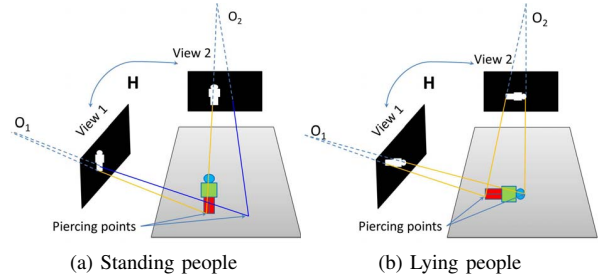 O2
View 2
H
View 1
O1
Piercing points
(a) Standing people
O2
View 2
H
View 1
O1
Piercing points
(b) Lying people